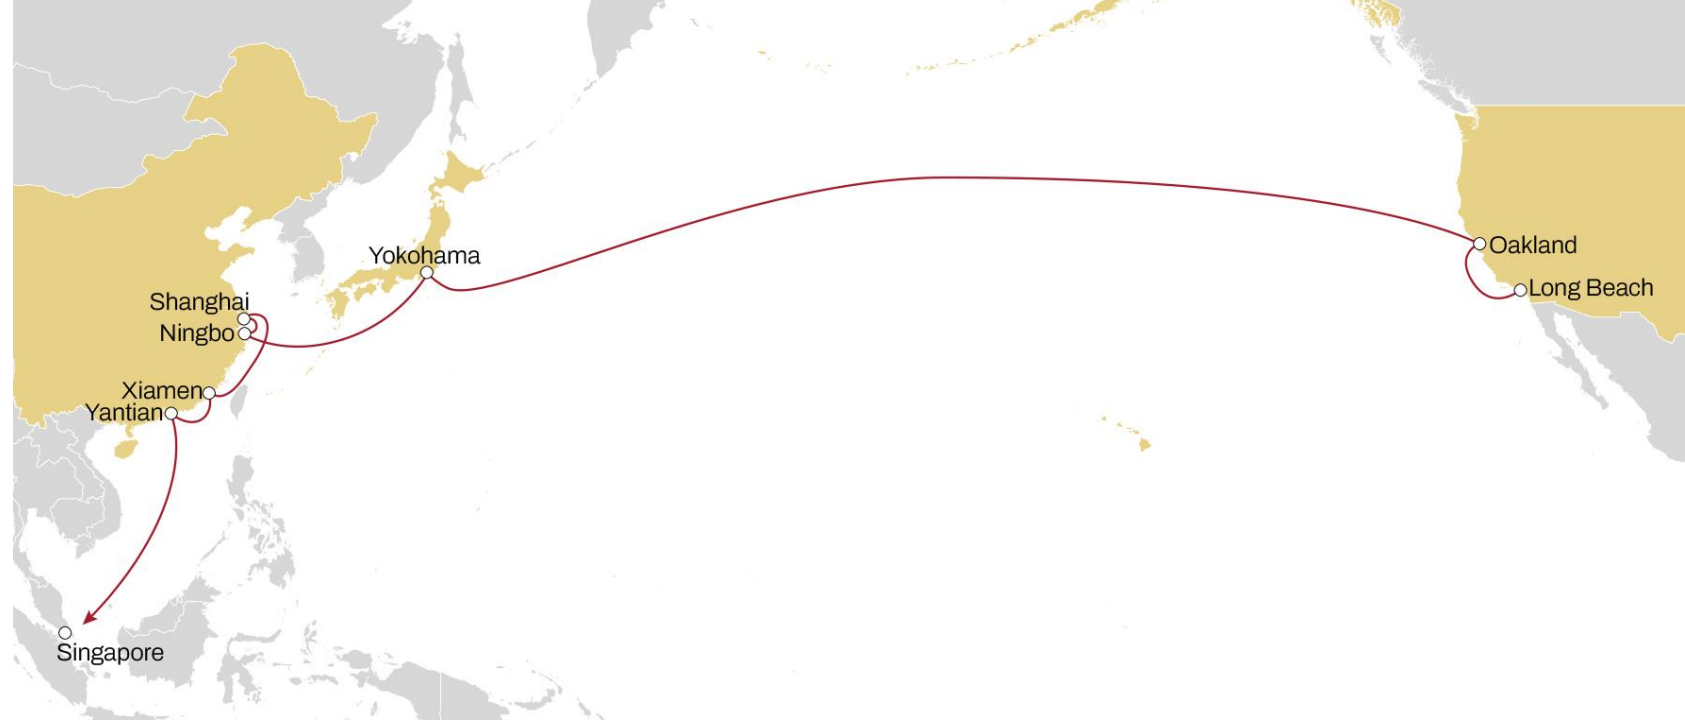 Yokohama
Oakland
Long Beach
Shanghai
Ningbo
Xiamen
Yantian
Singapore